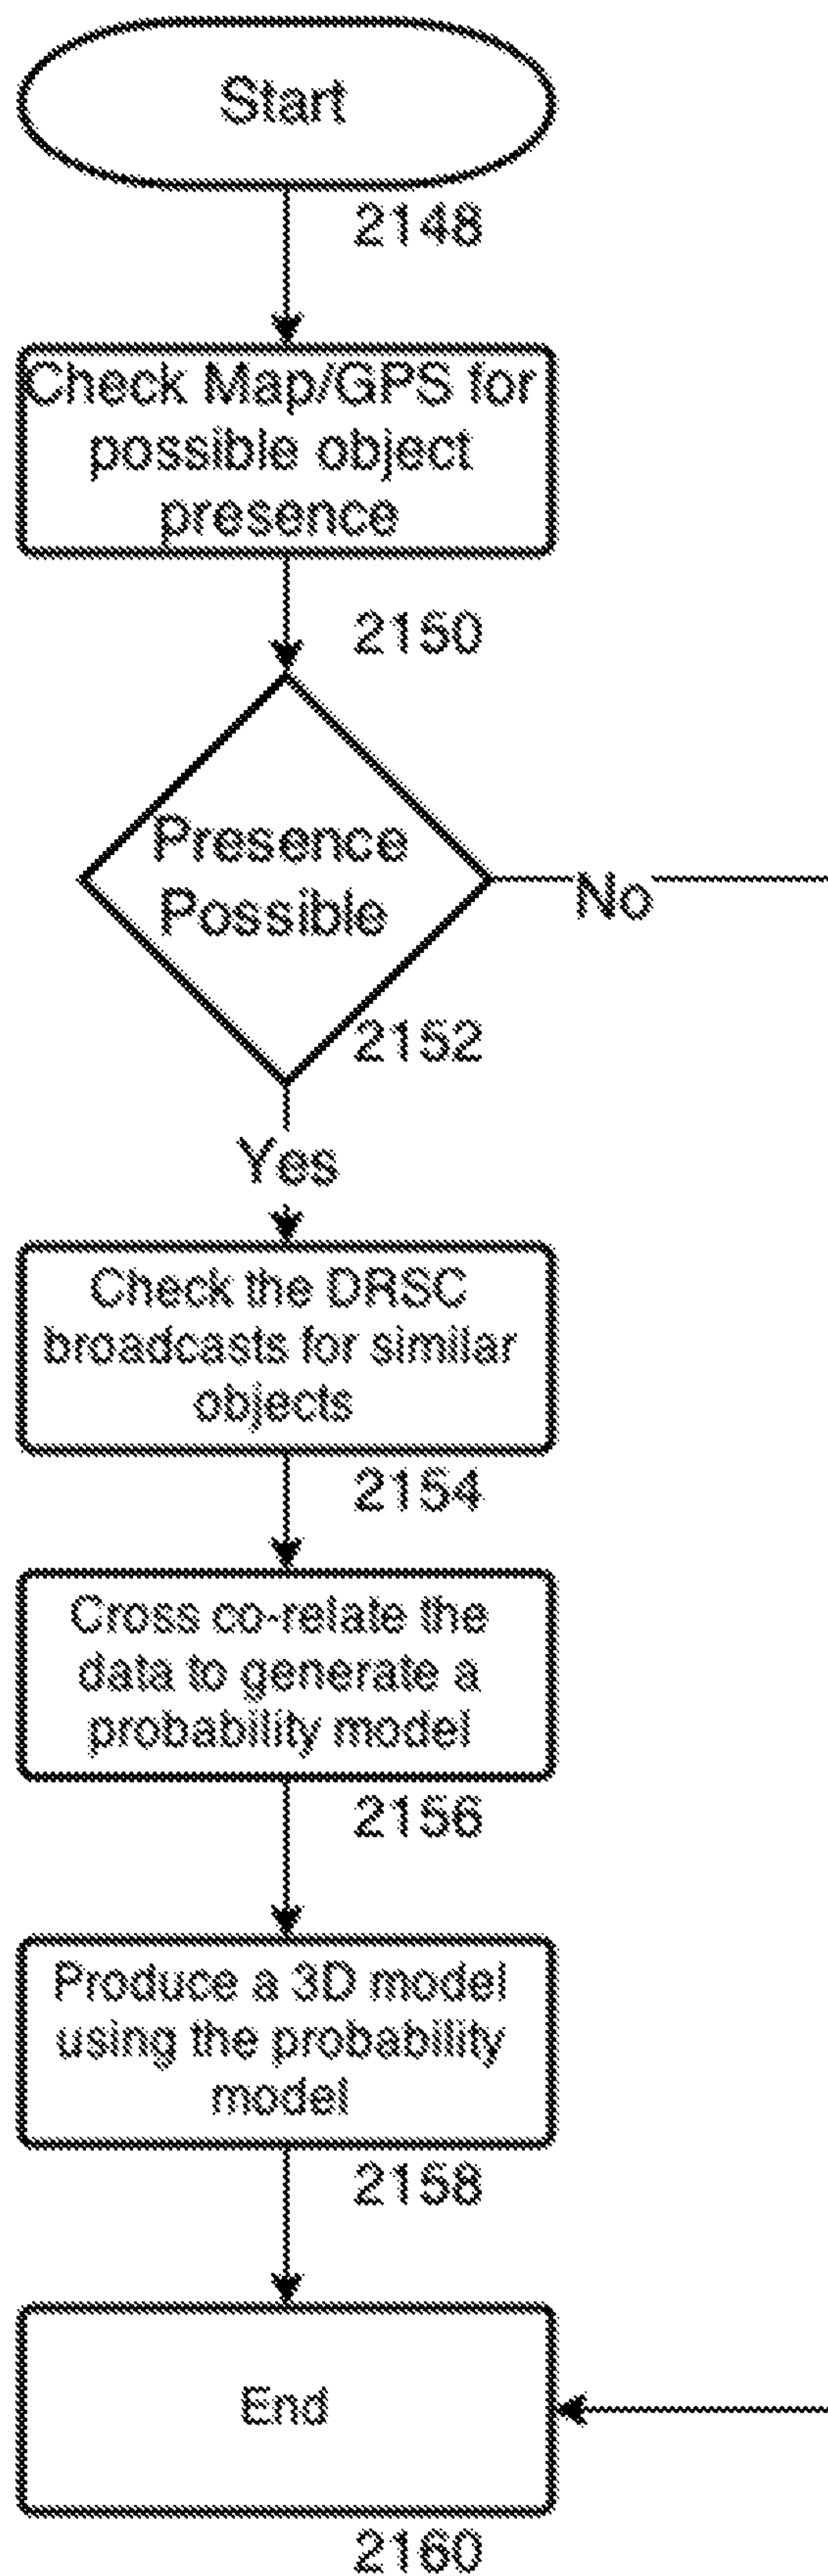 Start
2148
Check Map/GPS for
possible object
presence
2150
Presence
Possible
No
2152
Yes
Check the DRSC
broadcasts for similar
objects
2154
Cross co-relate the
data to generate a
probability model
2156
Produce a 3D model
using the probability
model
2158
End
2160